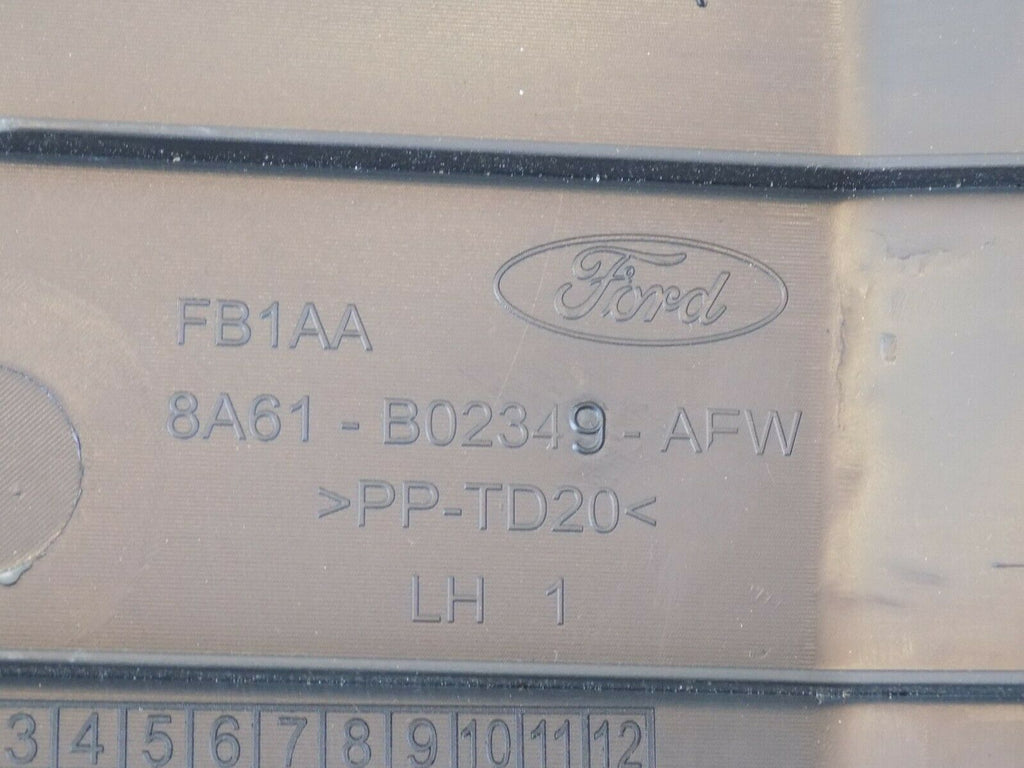 Ford
FB1AA
8A61 - B02349 - AFW
>PP-TD20<
LH 1
3 4 5 6 7 8 9 10 11 12